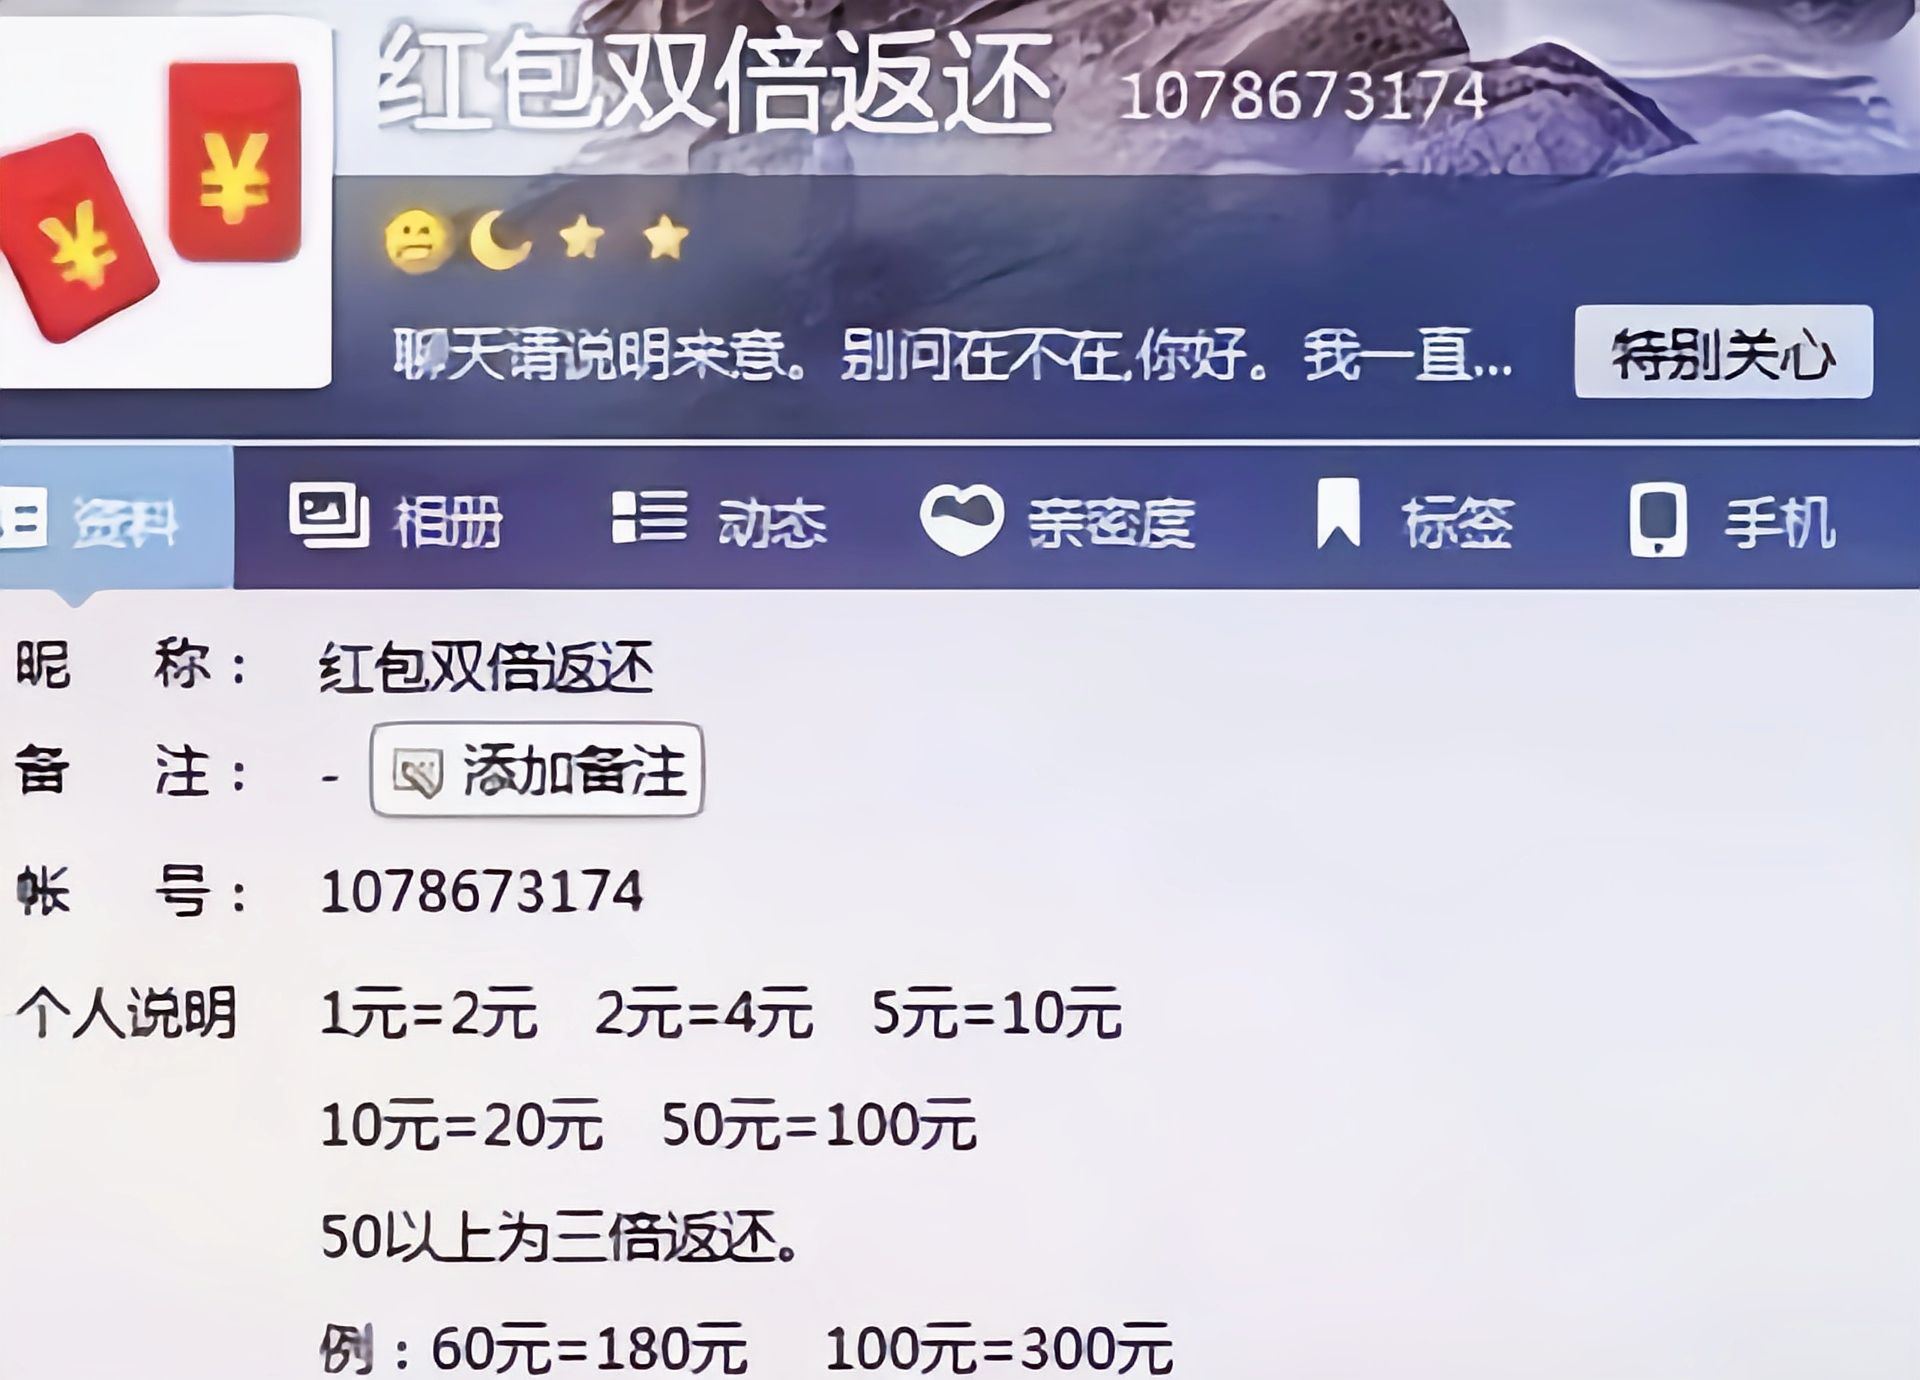 红包双倍返还 1078673174
¥ ¥
聊天请说明来意。别问在不在,你好。我一直... 特别关心
资料 相册 动态 亲密度 标签 手机
昵 称： 红包双倍返还
备 注： - 添加备注
帐 号： 1078673174
个人说明 1元=2元 2元=4元 5元=10元
10元=20元 50元=100元
50以上为三倍返还。
例：60元=180元 100元=300元